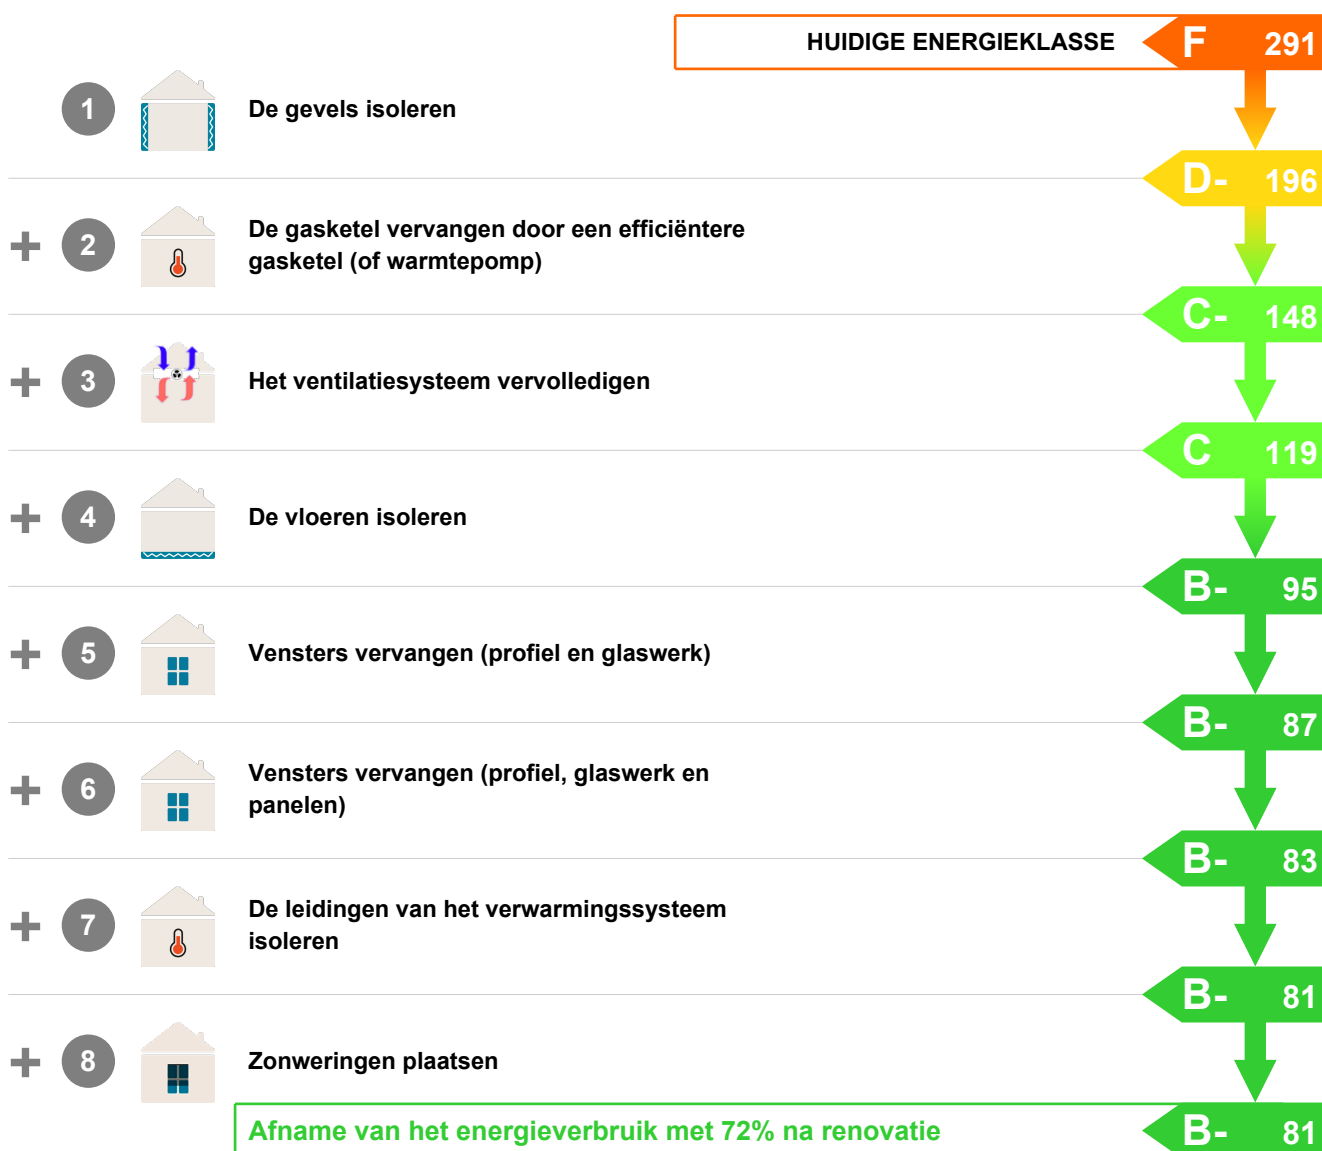 HUIDIGE ENERGIEKLASSE F 291
1 De gevels isoleren
D- 196
+ 2 De gasketel vervangen door een efficiëntere
gasketel (of warmtepomp)
C- 148
+ 3 Het ventilatiesysteem vervolledigen
C 119
+ 4 De vloeren isoleren
B- 95
+ 5 Vensters vervangen (profiel en glaswerk)
B- 87
+ 6 Vensters vervangen (profiel, glaswerk en
panelen)
B- 83
+ 7 De leidingen van het verwarmingssysteem
isoleren
B- 81
+ 8 Zonweringen plaatsen
Afname van het energieverbruik met 72% na renovatie B- 81